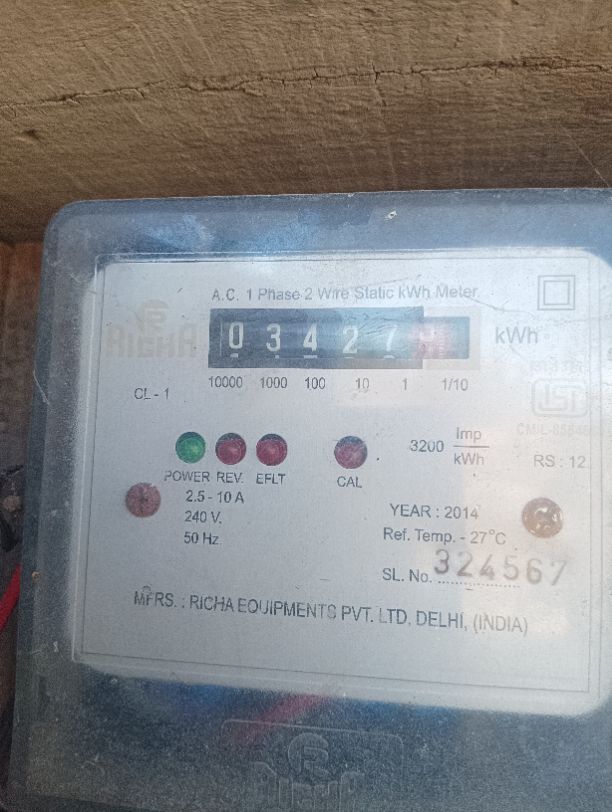 A.C. 1 Phase 2 Wire Static kWh Meter
RICHA
0 3 4 2 7 kWh
10000 1000 100 10 1 1/10
CL - 1
3200 Imp/kWh
RS : 12
POWER REV. EFLT CAL
2.5 - 10 A
240 V.
50 Hz.
YEAR : 2014
Ref. Temp. - 27°C
SL. No. 324567
MFRS. : RICHA EQUIPMENTS PVT. LTD, DELHI, (INDIA)
RICHA